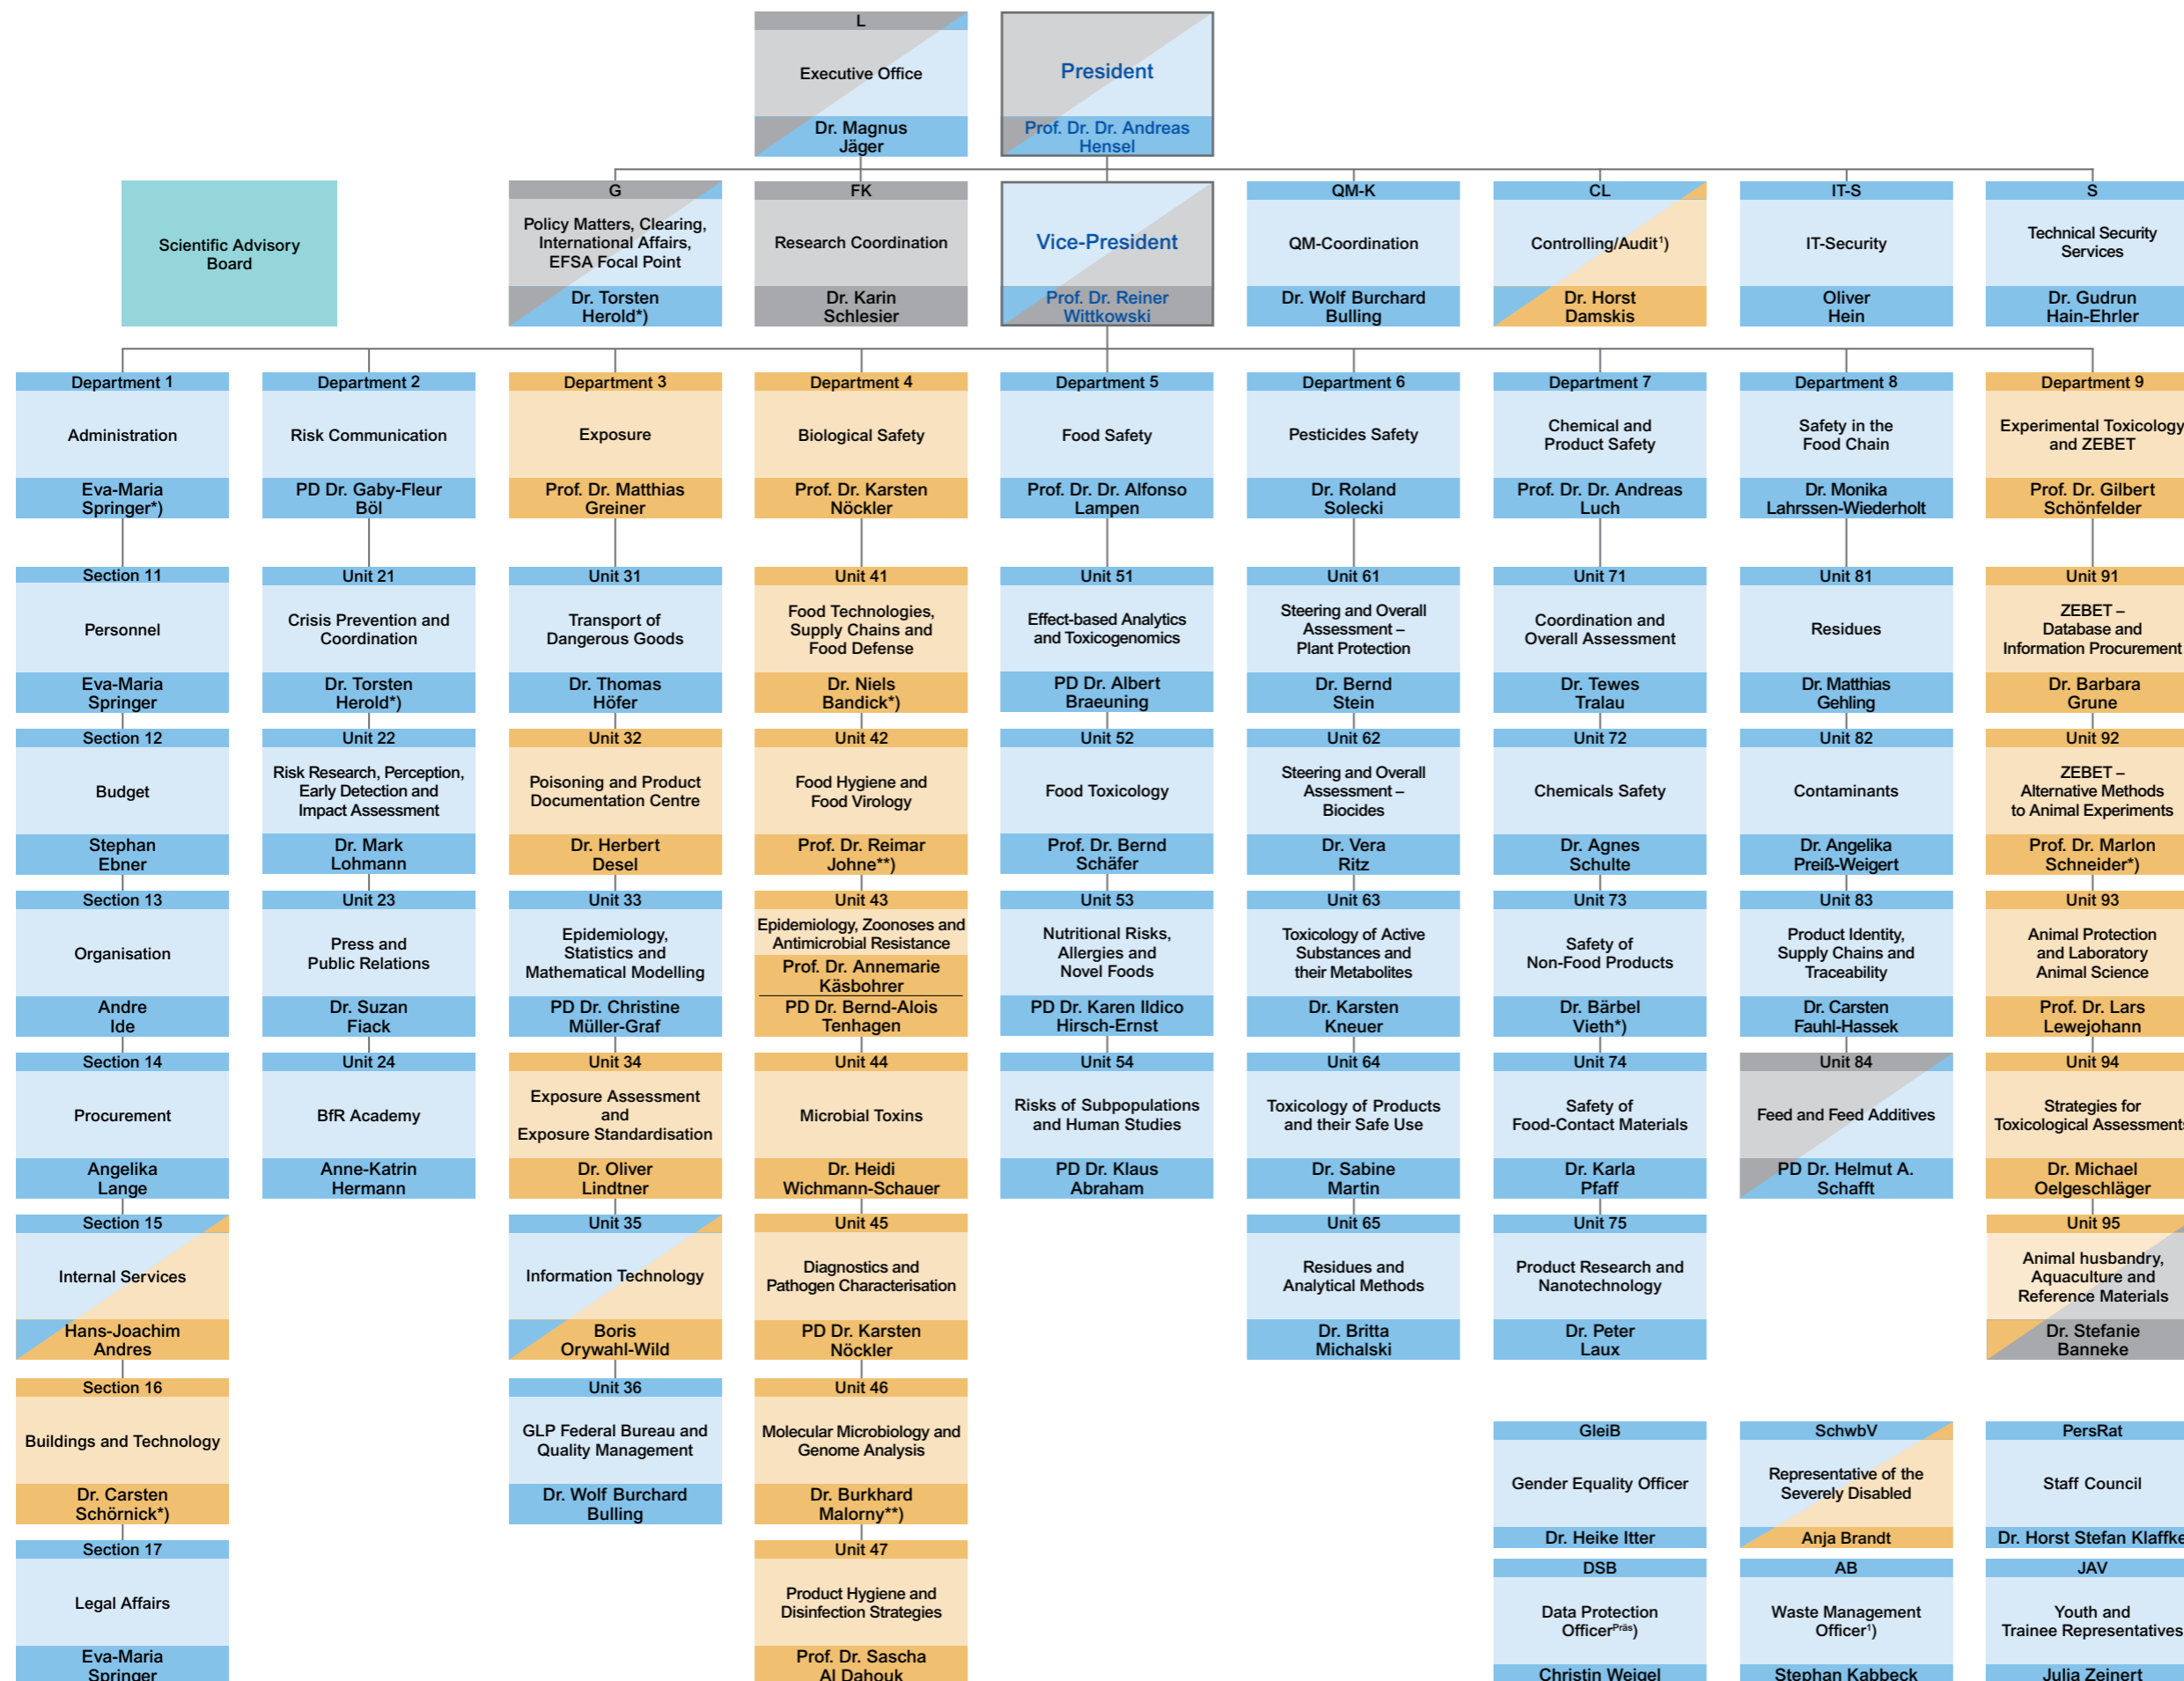 L
Executive Office
Dr. Magnus
Jäger
President
Prof. Dr. Dr. Andreas
Hensel
Scientific Advisory
Board
G
Policy Matters, Clearing,
International Affairs,
EFSA Focal Point
Dr. Torsten
Herold*)
FK
Research Coordination
Dr. Karin
Schlesier
Vice-President
Prof. Dr. Reiner
Wittkowski
QM-K
QM-Coordination
Dr. Wolf Burchard
Bulling
CL
Controlling/Audit¹)
Dr. Horst
Damskis
IT-S
IT-Security
Oliver
Hein
S
Technical Security
Services
Dr. Gudrun
Hain-Ehrler
Department 1
Administration
Eva-Maria
Springer*)
Department 2
Risk Communication
PD Dr. Gaby-Fleur
Böl
Department 3
Exposure
Prof. Dr. Matthias
Greiner
Department 4
Biological Safety
Prof. Dr. Karsten
Nöckler
Department 5
Food Safety
Prof. Dr. Dr. Alfonso
Lampen
Department 6
Pesticides Safety
Dr. Roland
Solecki
Department 7
Chemical and
Product Safety
Prof. Dr. Dr. Andreas
Luch
Department 8
Safety in the
Food Chain
Dr. Monika
Lahrssen-Wiederholt
Department 9
Experimental Toxicology
and ZEBET
Prof. Dr. Gilbert
Schönfelder
Section 11
Personnel
Eva-Maria
Springer
Unit 21
Crisis Prevention and
Coordination
Dr. Torsten
Herold*)
Unit 31
Transport of
Dangerous Goods
Dr. Thomas
Höfer
Unit 41
Food Technologies,
Supply Chains and
Food Defense
Dr. Niels
Bandick*)
Unit 51
Effect-based Analytics
and Toxicogenomics
PD Dr. Albert
Braeuning
Unit 61
Steering and Overall
Assessment –
Plant Protection
Dr. Bernd
Stein
Unit 71
Coordination and
Overall Assessment
Dr. Tewes
Tralau
Unit 81
Residues
Dr. Matthias
Gehling
Unit 91
ZEBET –
Database and
Information Procurement
Dr. Barbara
Grune
Section 12
Budget
Stephan
Ebner
Unit 22
Risk Research, Perception,
Early Detection and
Impact Assessment
Dr. Mark
Lohmann
Unit 32
Poisoning and Product
Documentation Centre
Dr. Herbert
Desel
Unit 42
Food Hygiene and
Food Virology
Prof. Dr. Reimar
Johne**)
Unit 52
Food Toxicology
Prof. Dr. Bernd
Schäfer
Unit 62
Steering and Overall
Assessment –
Biocides
Dr. Vera
Ritz
Unit 72
Chemicals Safety
Dr. Agnes
Schulte
Unit 82
Contaminants
Dr. Angelika
Preiß-Weigert
Unit 92
ZEBET –
Alternative Methods
to Animal Experiments
Prof. Dr. Marlon
Schneider*)
Section 13
Organisation
Andre
Ide
Unit 23
Press and
Public Relations
Dr. Suzan
Fiack
Unit 33
Epidemiology,
Statistics and
Mathematical Modelling
PD Dr. Christine
Müller-Graf
Unit 43
Epidemiology, Zoonoses and
Antimicrobial Resistance
Prof. Dr. Annemarie
Käsbohrer
PD Dr. Bernd-Alois
Tenhagen
Unit 53
Nutritional Risks,
Allergies and
Novel Foods
PD Dr. Karen Ildico
Hirsch-Ernst
Unit 63
Toxicology of Active
Substances and
their Metabolites
Dr. Karsten
Kneuer
Unit 73
Safety of
Non-Food Products
Dr. Bärbel
Vieth*)
Unit 83
Product Identity,
Supply Chains and
Traceability
Dr. Carsten
Fauhl-Hassek
Unit 93
Animal Protection
and Laboratory
Animal Science
Prof. Dr. Lars
Lewejohann
Section 14
Procurement
Angelika
Lange
Unit 24
BfR Academy
Anne-Katrin
Hermann
Unit 34
Exposure Assessment
and
Exposure Standardisation
Dr. Oliver
Lindtner
Unit 44
Microbial Toxins
Dr. Heidi
Wichmann-Schauer
Unit 54
Risks of Subpopulations
and Human Studies
PD Dr. Klaus
Abraham
Unit 64
Toxicology of Products
and their Safe Use
Dr. Sabine
Martin
Unit 74
Safety of
Food-Contact Materials
Dr. Karla
Pfaff
Unit 84
Feed and Feed Additives
PD Dr. Helmut A.
Schafft
Unit 94
Strategies for
Toxicological Assessments
Dr. Michael
Oelgeschläger
Section 15
Internal Services
Hans-Joachim
Andres
Unit 35
Information Technology
Boris
Orywahl-Wild
Unit 45
Diagnostics and
Pathogen Characterisation
PD Dr. Karsten
Nöckler
Unit 65
Residues and
Analytical Methods
Dr. Britta
Michalski
Unit 75
Product Research and
Nanotechnology
Dr. Peter
Laux
Unit 95
Animal husbandry,
Aquaculture and
Reference Materials
Dr. Stefanie
Banneke
Section 16
Buildings and Technology
Dr. Carsten
Schörnick*)
Unit 36
GLP Federal Bureau and
Quality Management
Dr. Wolf Burchard
Bulling
Unit 46
Molecular Microbiology and
Genome Analysis
Dr. Burkhard
Malorny**)
GleiB
Gender Equality Officer
Dr. Heike Itter
SchwbV
Representative of the
Severely Disabled
Anja Brandt
PersRat
Staff Council
Dr. Horst Stefan Klaffke
Section 17
Legal Affairs
Eva-Maria
Springer
Unit 47
Product Hygiene and
Disinfection Strategies
Prof. Dr. Sascha
Al Dahouk
DSB
Data Protection
Officerᴾʳäˢ)
Christin Weigel
AB
Waste Management
Officer¹)
Stephan Kabbeck
JAV
Youth and
Trainee Representatives
Julia Zeinert